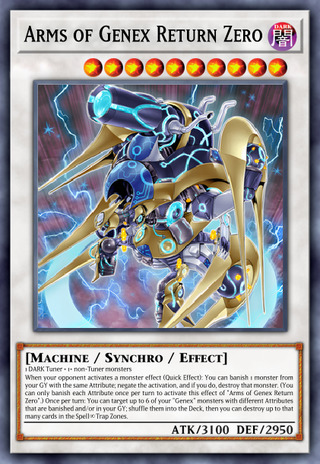 Arms of Genex Return Zero
DARK
闇
[Machine / Synchro / Effect]
1 DARK Tuner + 1+ non-Tuner monsters
When your opponent activates a monster effect (Quick Effect): You can banish 1 monster from
your GY with the same Attribute; negate the activation, and if you do, destroy that monster. (You
can only banish each Attribute once per turn to activate this effect of "Arms of Genex Return
Zero".) Once per turn: You can target up to 6 of your "Genex" monsters with different Attributes
that are banished and/or in your GY; shuffle them into the Deck, then you can destroy up to that
many cards in the Spell & Trap Zones.
ATK/3100 DEF/2950